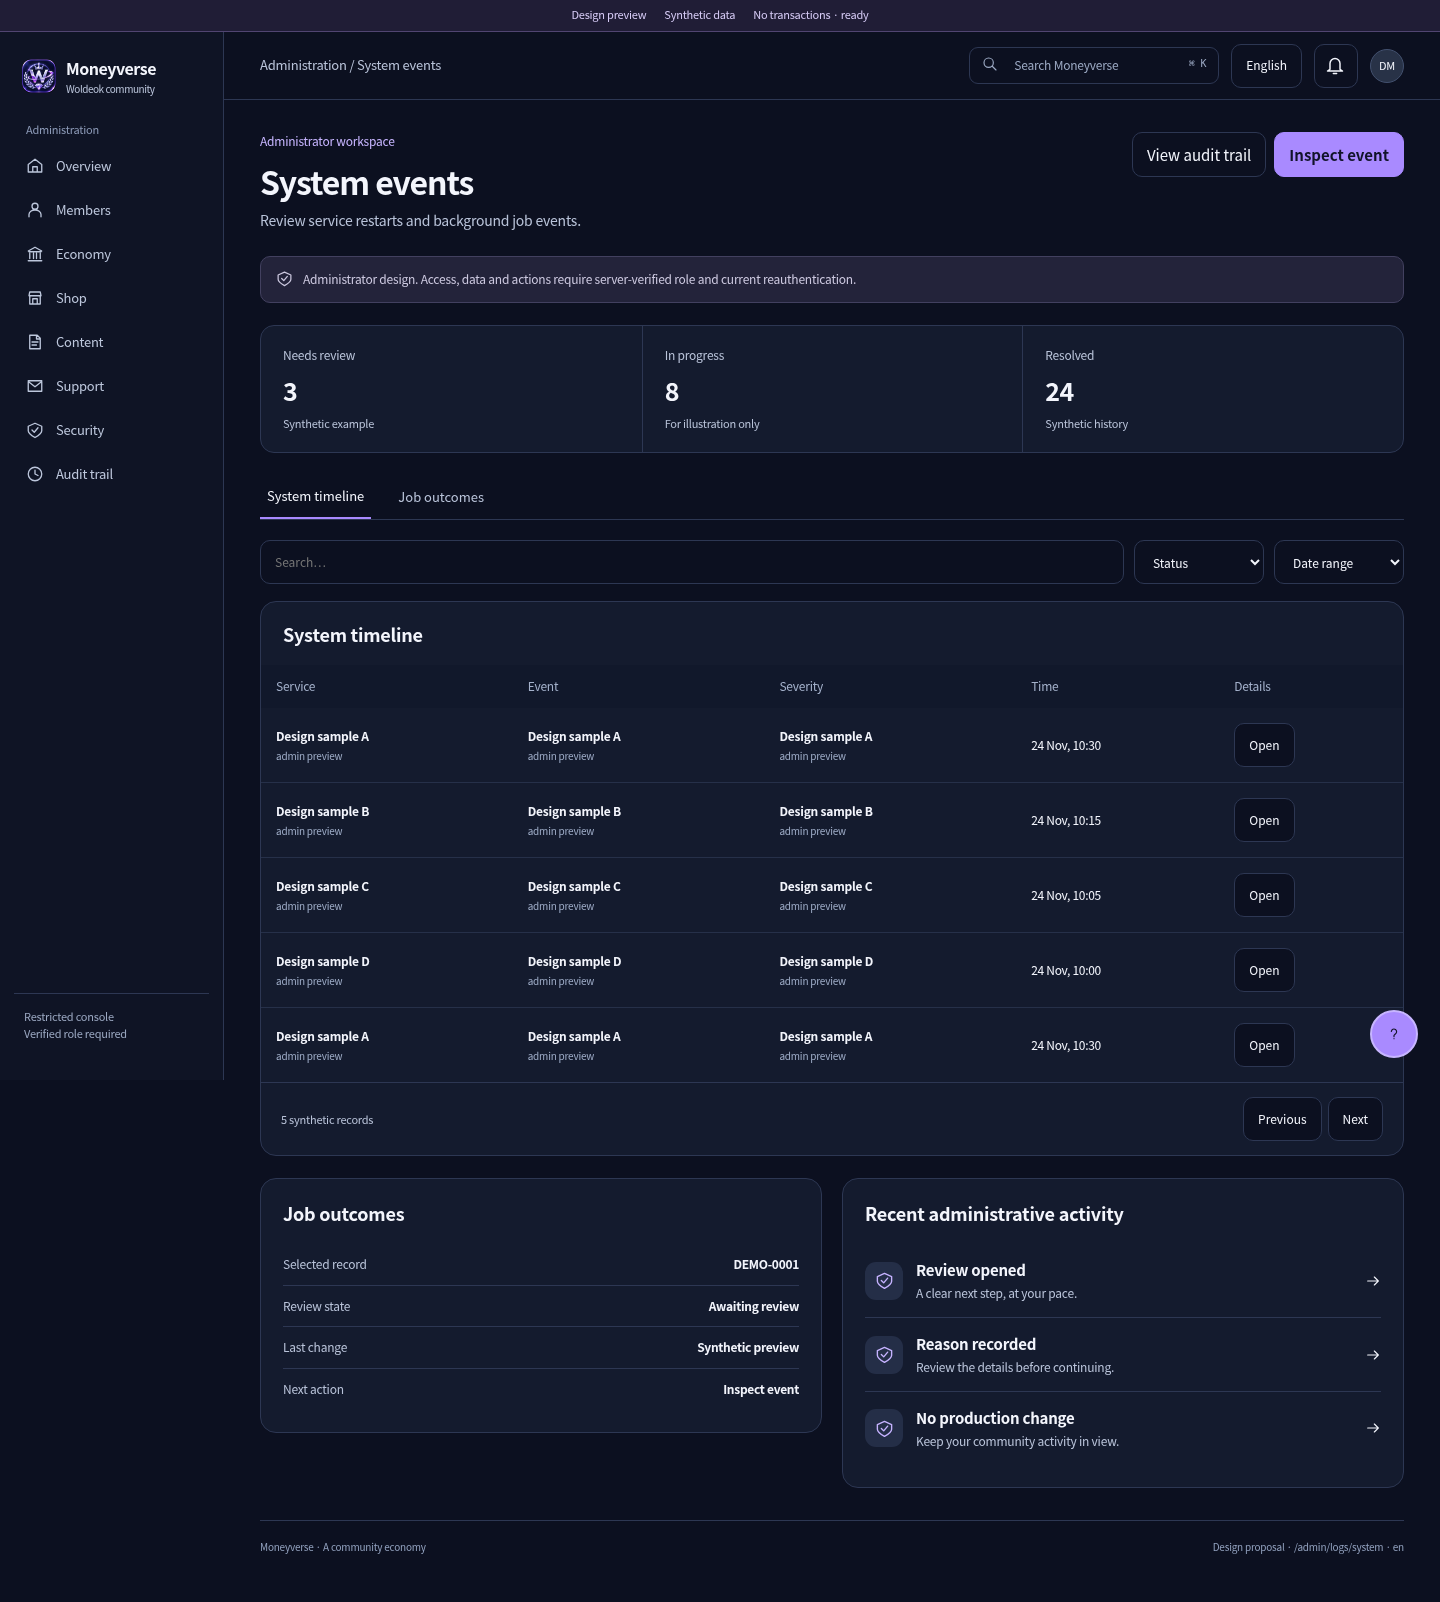 Design preview Synthetic data No transactions · ready
Moneyverse
Woldeok community
Administration
Overview
Members
Economy
Shop
Content
Support
Security
Audit trail
Restricted console
Verified role required
Administration / System events
Search Moneyverse ⌘ K
English
DM
Administrator workspace
System events
Review service restarts and background job events.
View audit trail
Inspect event
Administrator design. Access, data and actions require server-verified role and current reauthentication.
Needs review
3
Synthetic example
In progress
8
For illustration only
Resolved
24
Synthetic history
System timeline Job outcomes
Search… Status Date range
System timeline
Service Event Severity Time Details
Design sample A Design sample A Design sample A 24 Nov, 10:30 Open
admin preview admin preview admin preview
Design sample B Design sample B Design sample B 24 Nov, 10:15 Open
admin preview admin preview admin preview
Design sample C Design sample C Design sample C 24 Nov, 10:05 Open
admin preview admin preview admin preview
Design sample D Design sample D Design sample D 24 Nov, 10:00 Open
admin preview admin preview admin preview
Design sample A Design sample A Design sample A 24 Nov, 10:30 Open
admin preview admin preview admin preview
?
5 synthetic records Previous Next
Job outcomes
Selected record DEMO-0001
Review state Awaiting review
Last change Synthetic preview
Next action Inspect event
Recent administrative activity
Review opened
A clear next step, at your pace.
Reason recorded
Review the details before continuing.
No production change
Keep your community activity in view.
Moneyverse · A community economy
Design proposal · /admin/logs/system · en